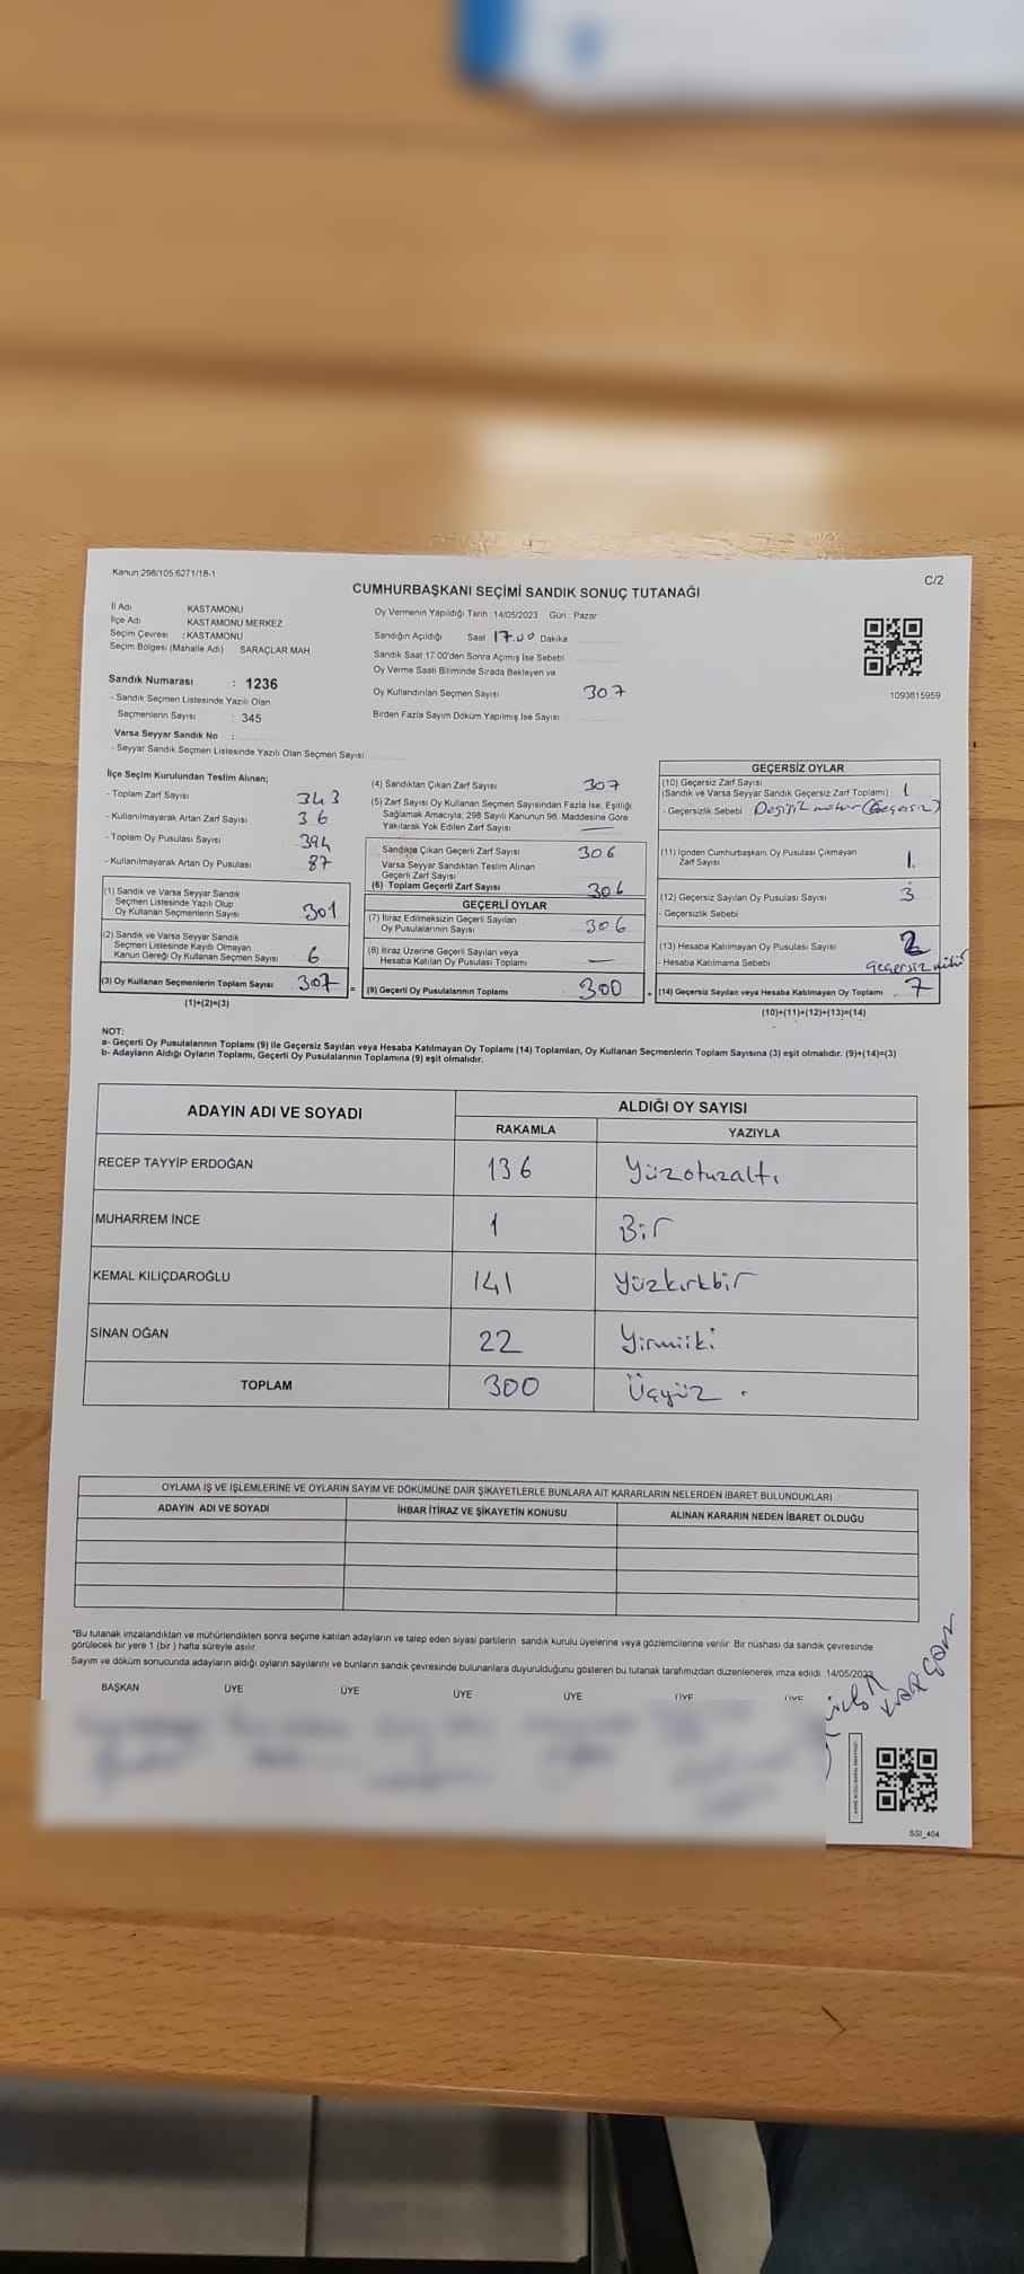 Kanun:298/105;6271/18-1
C/2
CUMHURBAŞKANI SEÇİMİ SANDIK SONUÇ TUTANAĞI
İl Adı KASTAMONU
İlçe Adı KASTAMONU MERKEZ
Seçim Çevresi : KASTAMONU
Seçim Bölgesi (Mahalle Adı) SARAÇLAR MAH
Sandık Numarası : 1236
- Sandık Seçmen Listesinde Yazılı Olan
Seçmenlerin Sayısı : 345
Varsa Seyyar Sandık No :
- Seyyar Sandık Seçmen Listesinde Yazılı Olan Seçmen Sayısı
Oy Vermenin Yapıldığı Tarih : 14/05/2023 Gün : Pazar
Sandığın Açıldığı Saat 17.00 Dakika
Sandık Saat 17:00'den Sonra Açmış İse Sebebi
Oy Verme Saati Bitiminde Sırada Bekleyen ve
Oy Kullandırılan Seçmen Sayısı 307
Birden Fazla Sayım Döküm Yapılmış İse Sayısı
1093815959
İlçe Seçim Kurulundan Teslim Alınan;
- Toplam Zarf Sayısı 343
- Kullanılmayarak Artan Zarf Sayısı 36
- Toplam Oy Pusulası Sayısı 394
- Kullanılmayarak Artan Oy Pusulası 87
(1) Sandık ve Varsa Seyyar Sandık
Seçmen Listesinde Yazılı Olup
Oy Kullanan Seçmenlerin Sayısı 301
(2) Sandık ve Varsa Seyyar Sandık
Seçmen Listesinde Kayıtlı Olmayan
Kanun Gereği Oy Kullanan Seçmen Sayısı 6
(3) Oy Kullanan Seçmenlerin Toplam Sayısı 307 =
(1)+(2)=(3)
(4) Sandıktan Çıkan Zarf Sayısı 307
(5) Zarf Sayısı Oy Kullanan Seçmen Sayısından Fazla İse, Eşitliği
Sağlamak Amacıyla; 298 Sayılı Kanunun 98. Maddesine Göre
Yakılarak Yok Edilen Zarf Sayısı —
Sandıkta Çıkan Geçerli Zarf Sayısı 306
Varsa Seyyar Sandıktan Teslim Alınan
Geçerli Zarf Sayısı
(6) Toplam Geçerli Zarf Sayısı 306
GEÇERLİ OYLAR
(7) İtiraz Edilmeksizin Geçerli Sayılan
Oy Pusulalarının Sayısı 306
(8) İtiraz Üzerine Geçerli Sayılan veya
Hesaba Katılan Oy Pusulası Toplamı —
(9) Geçerli Oy Pusulalarının Toplamı 300 +
GEÇERSİZ OYLAR
(10) Geçersiz Zarf Sayısı
(Sandık ve Varsa Seyyar Sandık Geçersiz Zarf Toplamı) : 1
- Geçersizlik Sebebi (Geçersiz)
(11) İçinden Cumhurbaşkanı Oy Pusulası Çıkmayan
Zarf Sayısı 1
(12) Geçersiz Sayılan Oy Pusulası Sayısı 3
- Geçersizlik Sebebi
(13) Hesaba Katılmayan Oy Pusulası Sayısı 2
- Hesaba Katılmama Sebebi Geçersiz
(14) Geçersiz Sayılan veya Hesaba Katılmayan Oy Toplamı 7
(10)+(11)+(12)+(13)=(14)
NOT:
a- Geçerli Oy Pusulalarının Toplamı (9) ile Geçersiz Sayılan veya Hesaba Katılmayan Oy Toplamı (14) Toplamları, Oy Kullanan Seçmenlerin Toplam Sayısına (3) eşit olmalıdır. (9)+(14)=(3)
b- Adayların Aldığı Oyların Toplamı, Geçerli Oy Pusulalarının Toplamına (9) eşit olmalıdır.
ADAYIN ADI VE SOYADI ALDIĞI OY SAYISI
RAKAMLA YAZIYLA
RECEP TAYYİP ERDOĞAN 136 Yüzotuzaltı
MUHARREM İNCE 1 Bir
KEMAL KILIÇDAROĞLU 141 Yüzkırkbir
SİNAN OĞAN 22 Yirmiiki
TOPLAM 300 Üçyüz
OYLAMA İŞ VE İŞLEMLERİNE VE OYLARIN SAYIM VE DÖKÜMÜNE DAİR ŞİKAYETLERLE BUNLARA AİT KARARLARIN NELERDEN İBARET BULUNDUKLARI
ADAYIN ADI VE SOYADI İHBAR İTİRAZ VE ŞİKAYETİN KONUSU ALINAN KARARIN NEDEN İBARET OLDUĞU
*Bu tutanak imzalandıktan ve mühürlendikten sonra seçime katılan adayların ve talep eden siyasi partilerin sandık kurulu üyelerine veya gözlemcilerine verilir. Bir nüshası da sandık çevresinde
görülecek bir yere 1 (bir) hafta süreyle asılır.
Sayım ve döküm sonucunda adayların aldığı oyların sayılarını ve bunların sandık çevresinde bulunanlara duyurulduğunu gösteren bu tutanak tarafımızdan düzenlenerek imza edildi. 14/05/2023
BAŞKAN ÜYE ÜYE ÜYE ÜYE ÜYE ÜYE
SSI_404